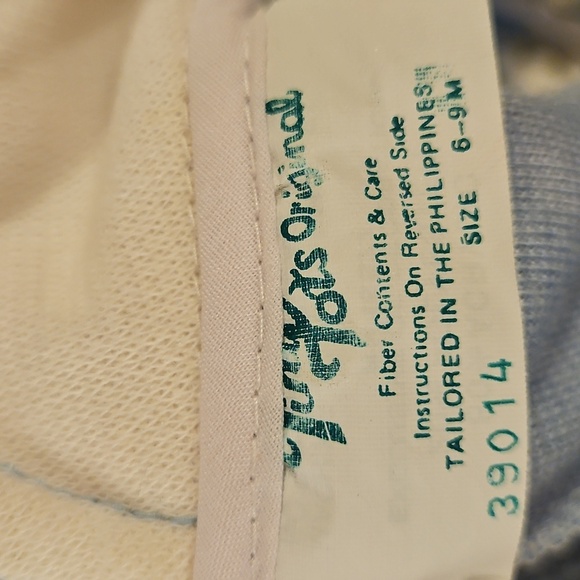 Tots Original
Fiber Contents & Care
Instructions On Reversed Side
TAILORED IN THE PHILIPPINES
SIZE 6-9M
39014